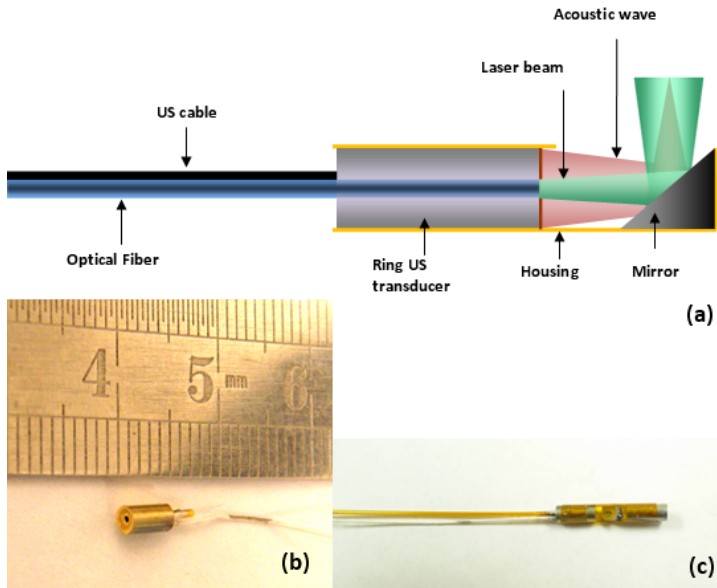 Acoustic wave
Laser beam
US cable
Optical Fiber
Ring US
transducer
Housing
Mirror
(a)
4 5 mm 6
(b)
(c)